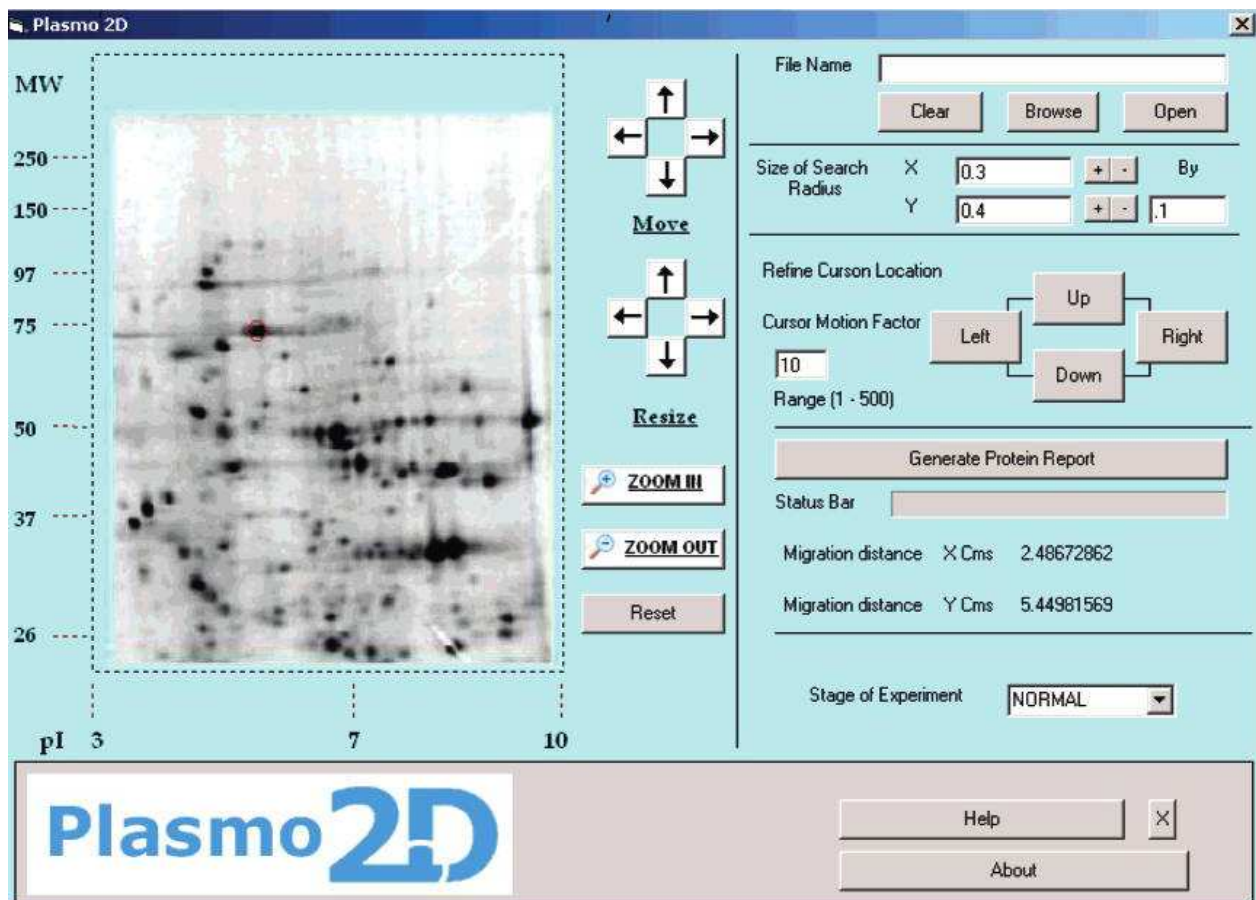 Plasmo 2D
MW
250
150
97
75
50
37
26
pI 3 7 10
Move
Resize
ZOOM IN
ZOOM OUT
Reset
File Name
Clear Browse Open
Size of Search X 0.3 + - By
Radius Y 0.4 + - .1
Refine Curson Location
Cursor Motion Factor
10
Range (1 - 500)
Up
Left Right
Down
Generate Protein Report
Status Bar
Migration distance X Cms 2.48672862
Migration distance Y Cms 5.44981569
Stage of Experiment NORMAL
Plasmo 2D
Help X
About